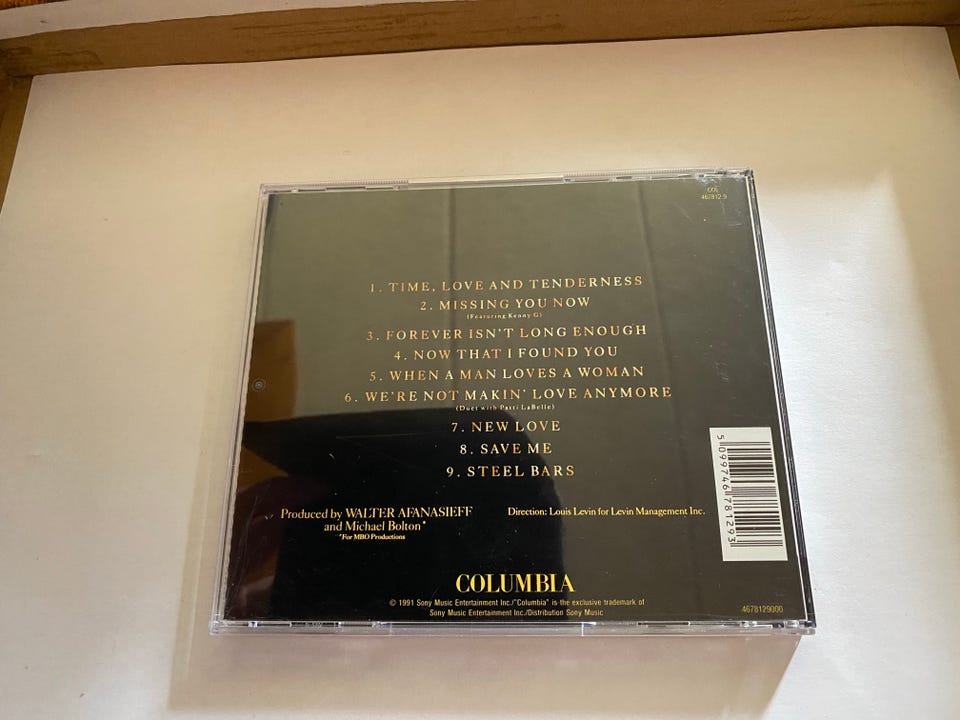 COL
467812 9
1. TIME, LOVE AND TENDERNESS
2. MISSING YOU NOW
(Featuring Kenny G)
3. FOREVER ISN'T LONG ENOUGH
4. NOW THAT I FOUND YOU
5. WHEN A MAN LOVES A WOMAN
6. WE'RE NOT MAKIN' LOVE ANYMORE
(Duet with Patti LaBelle)
7. NEW LOVE
8. SAVE ME
9. STEEL BARS
5099746781293
Produced by WALTER AFANASIEFF
and Michael Bolton*
*For MBO Productions
Direction: Louis Levin for Levin Management Inc.
COLUMBIA
© 1991 Sony Music Entertainment Inc./"Columbia" is the exclusive trademark of
Sony Music Entertainment Inc./Distribution Sony Music
4678129000